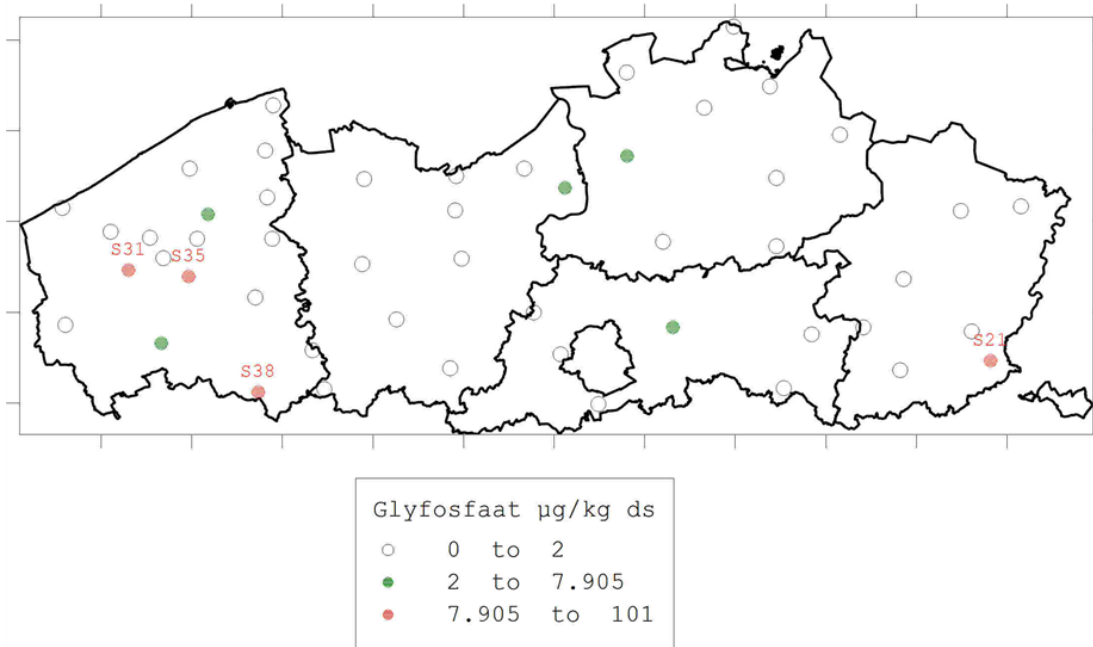 S31
S35
S38
S21
Glyfosfaat µg/kg ds
0 to 2
2 to 7.905
7.905 to 101